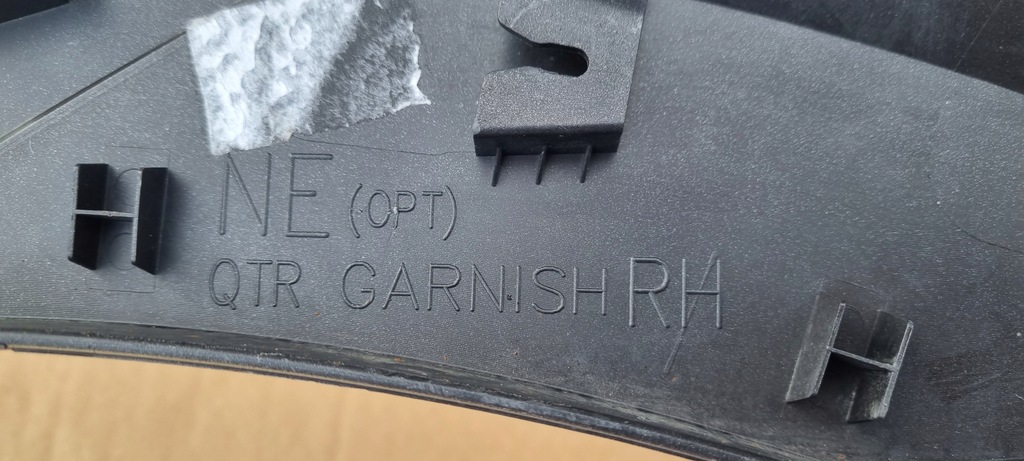 NE (OPT)
QTR GARNISH RH